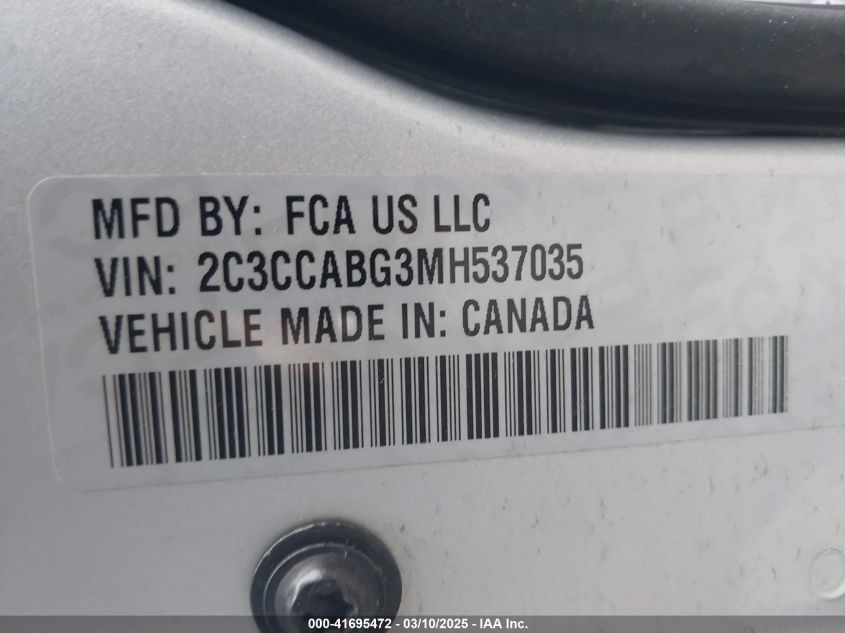 MFD BY: FCA US LLC
VIN: 2C3CCABG3MH537035
VEHICLE MADE IN: CANADA
000-41695472 - 03/10/2025 - IAA Inc.